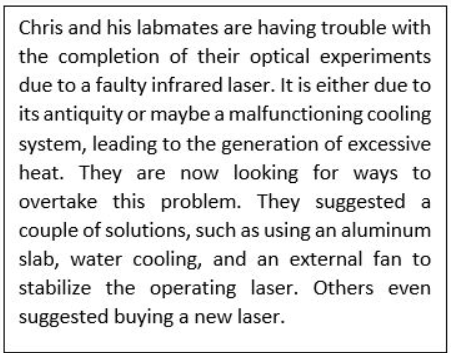 Chris and his labmates are having trouble with
the completion of their optical experiments
due to a faulty infrared laser. It is either due to
its antiquity or maybe a malfunctioning cooling
system, leading to the generation of excessive
heat. They are now looking for ways to
overtake this problem. They suggested a
couple of solutions, such as using an aluminum
slab, water cooling, and an external fan to
stabilize the operating laser. Others even
suggested buying a new laser.